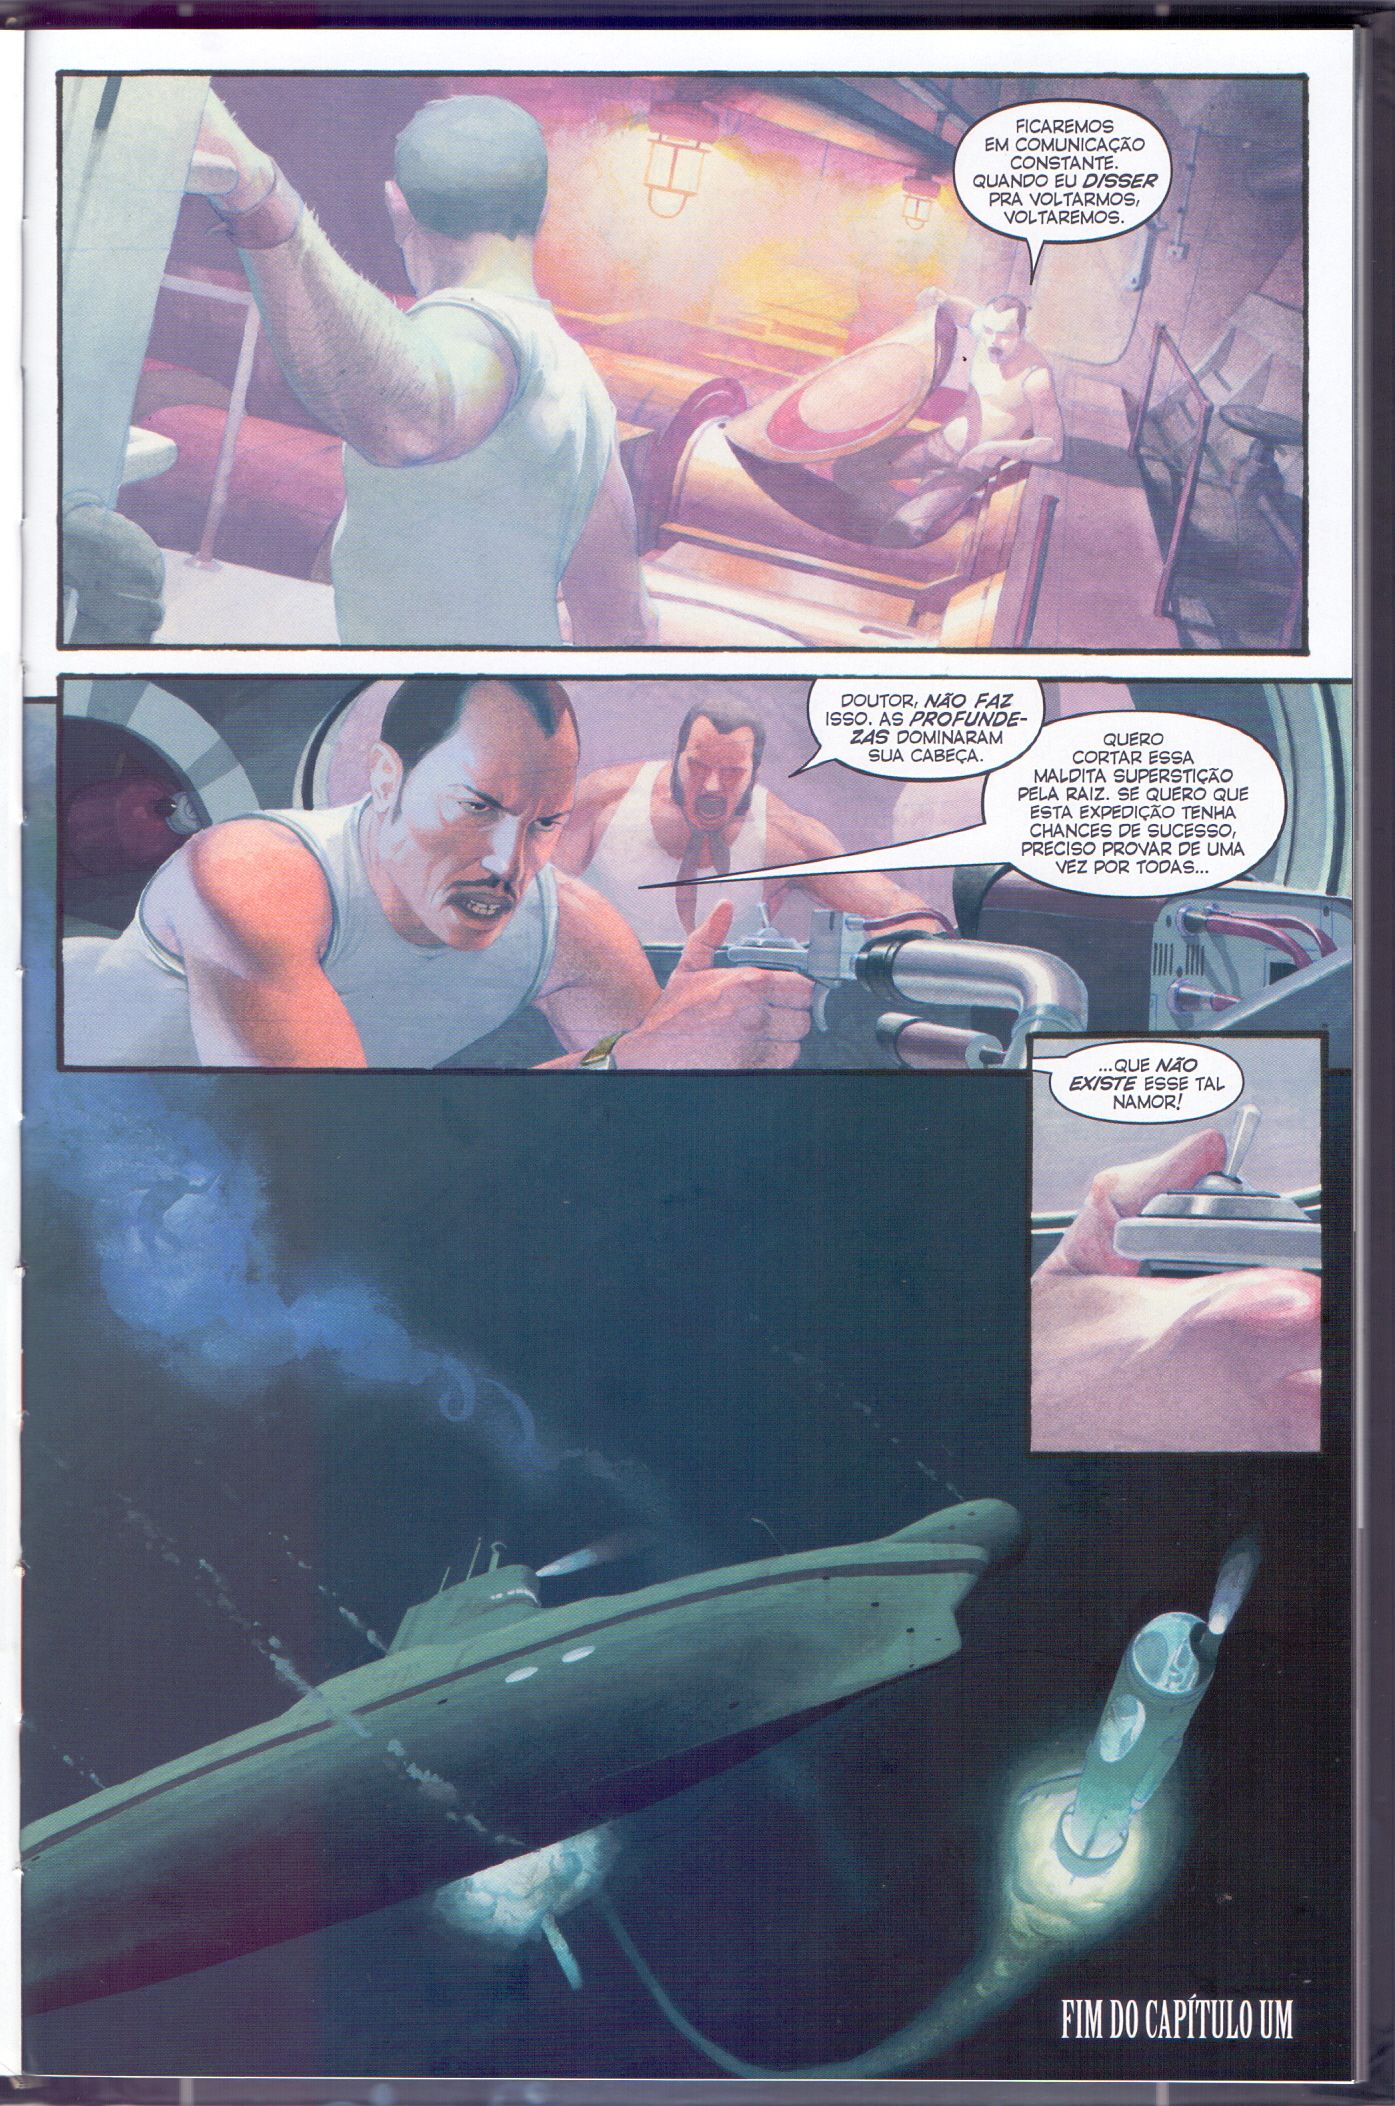 FICAREMOS
EM COMUNICAÇÃO
CONSTANTE.
QUANDO EU DISSER
PRA VOLTARMOS,
VOLTAREMOS.
DOUTOR, NÃO FAZ
ISSO. AS PROFUNDE-
ZAS DOMINARAM
SUA CABEÇA.
QUERO
CORTAR ESSA
MALDITA SUPERSTIÇÃO
PELA RAIZ. SE QUERO QUE
ESTA EXPEDIÇÃO TENHA
CHANCES DE SUCESSO,
PRECISO PROVAR DE UMA
VEZ POR TODAS...
...QUE NÃO
EXISTE ESSE TAL
NAMOR!
FIM DO CAPÍTULO UM